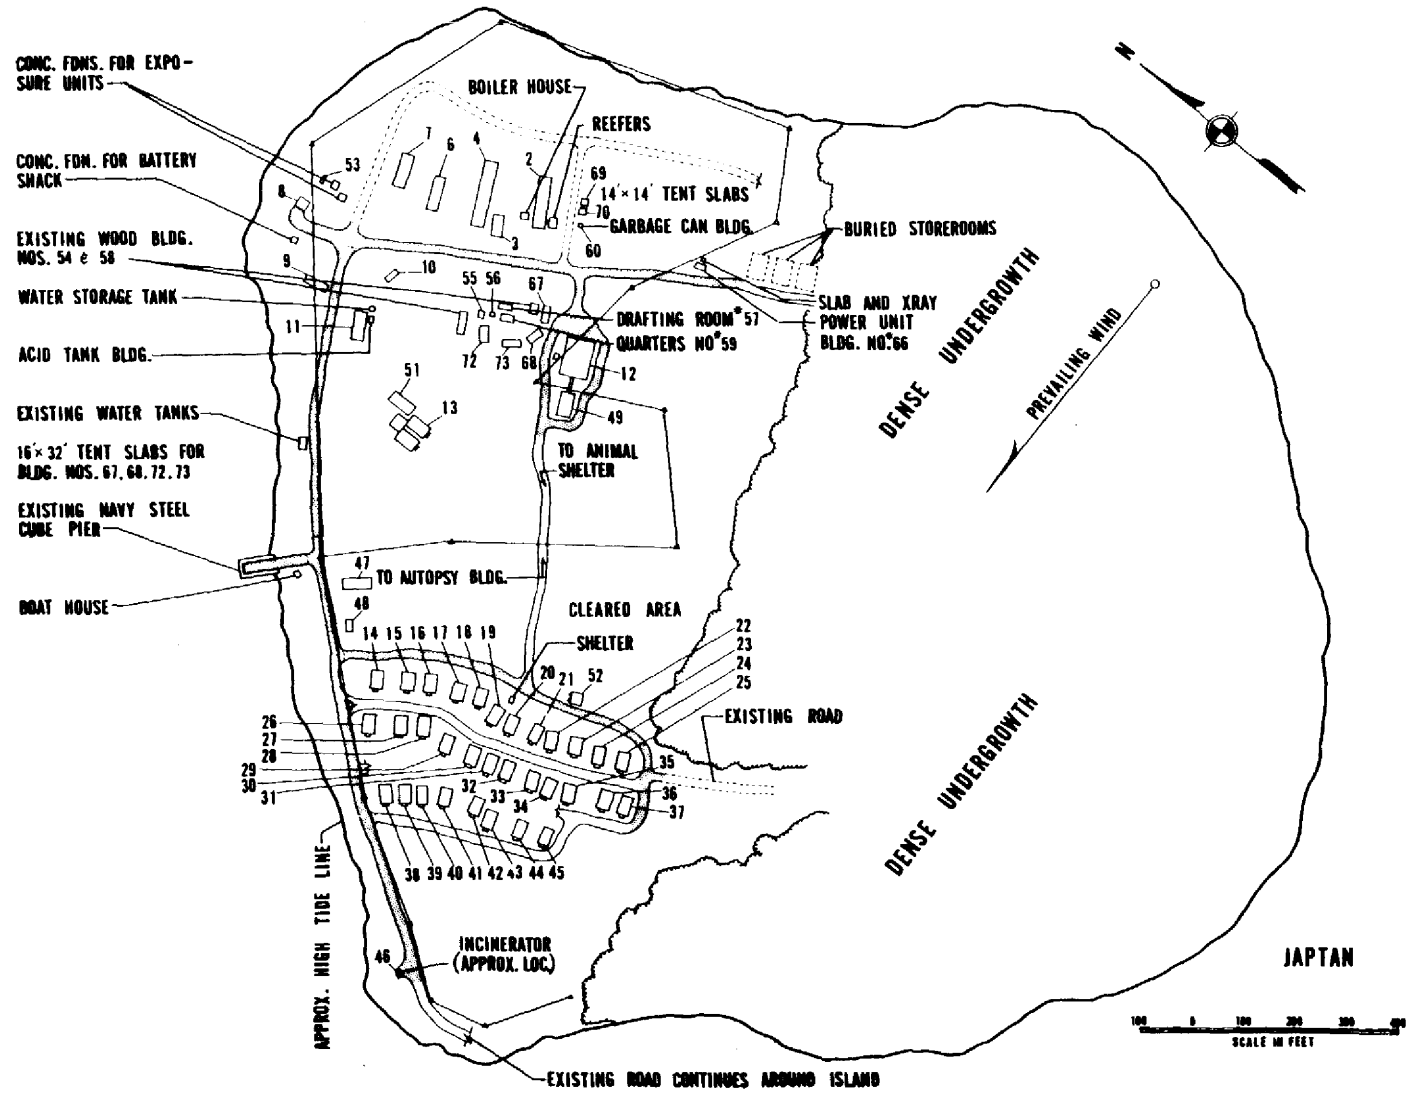 N
CONC. FDNS. FOR EXPO-
SURE UNITS
BOILER HOUSE
REEFERS
7
6
4
2
53
CONC. FDN. FOR BATTERY
SHACK
8
69
14'×14' TENT SLABS
70
GARBAGE CAN BLDG.
60
3
BURIED STOREROOMS
EXISTING WOOD BLDG.
NOS. 54 & 58
9
10
55
56
67
WATER STORAGE TANK
11
DRAFTING ROOM #57
SLAB AND XRAY
POWER UNIT
BLDG. NO.#66
QUARTERS NO#59
ACID TANK BLDG.
72
73
68
12
PREVAILING WIND
DENSE UNDERGROWTH
51
13
49
EXISTING WATER TANKS
16'×32' TENT SLABS FOR
BLDG. NOS. 67, 68, 72, 73
TO ANIMAL
SHELTER
EXISTING NAVY STEEL
CUBE PIER
47
TO AUTOPSY BLDG.
BOAT HOUSE
48
CLEARED AREA
14 15 16 17 18 19
SHELTER
22
23
24
25
20
21
52
EXISTING ROAD
26
27
28
29
30
31
32
33
34
35
36
37
DENSE UNDERGROWTH
38 39 40 41 42 43 44 45
APPROX. HIGH TIDE LINE
46
INCINERATOR
(APPROX. LOC.)
JAPTAN
100 0 100 200 300 400
SCALE IN FEET
EXISTING ROAD CONTINUES AROUND ISLAND